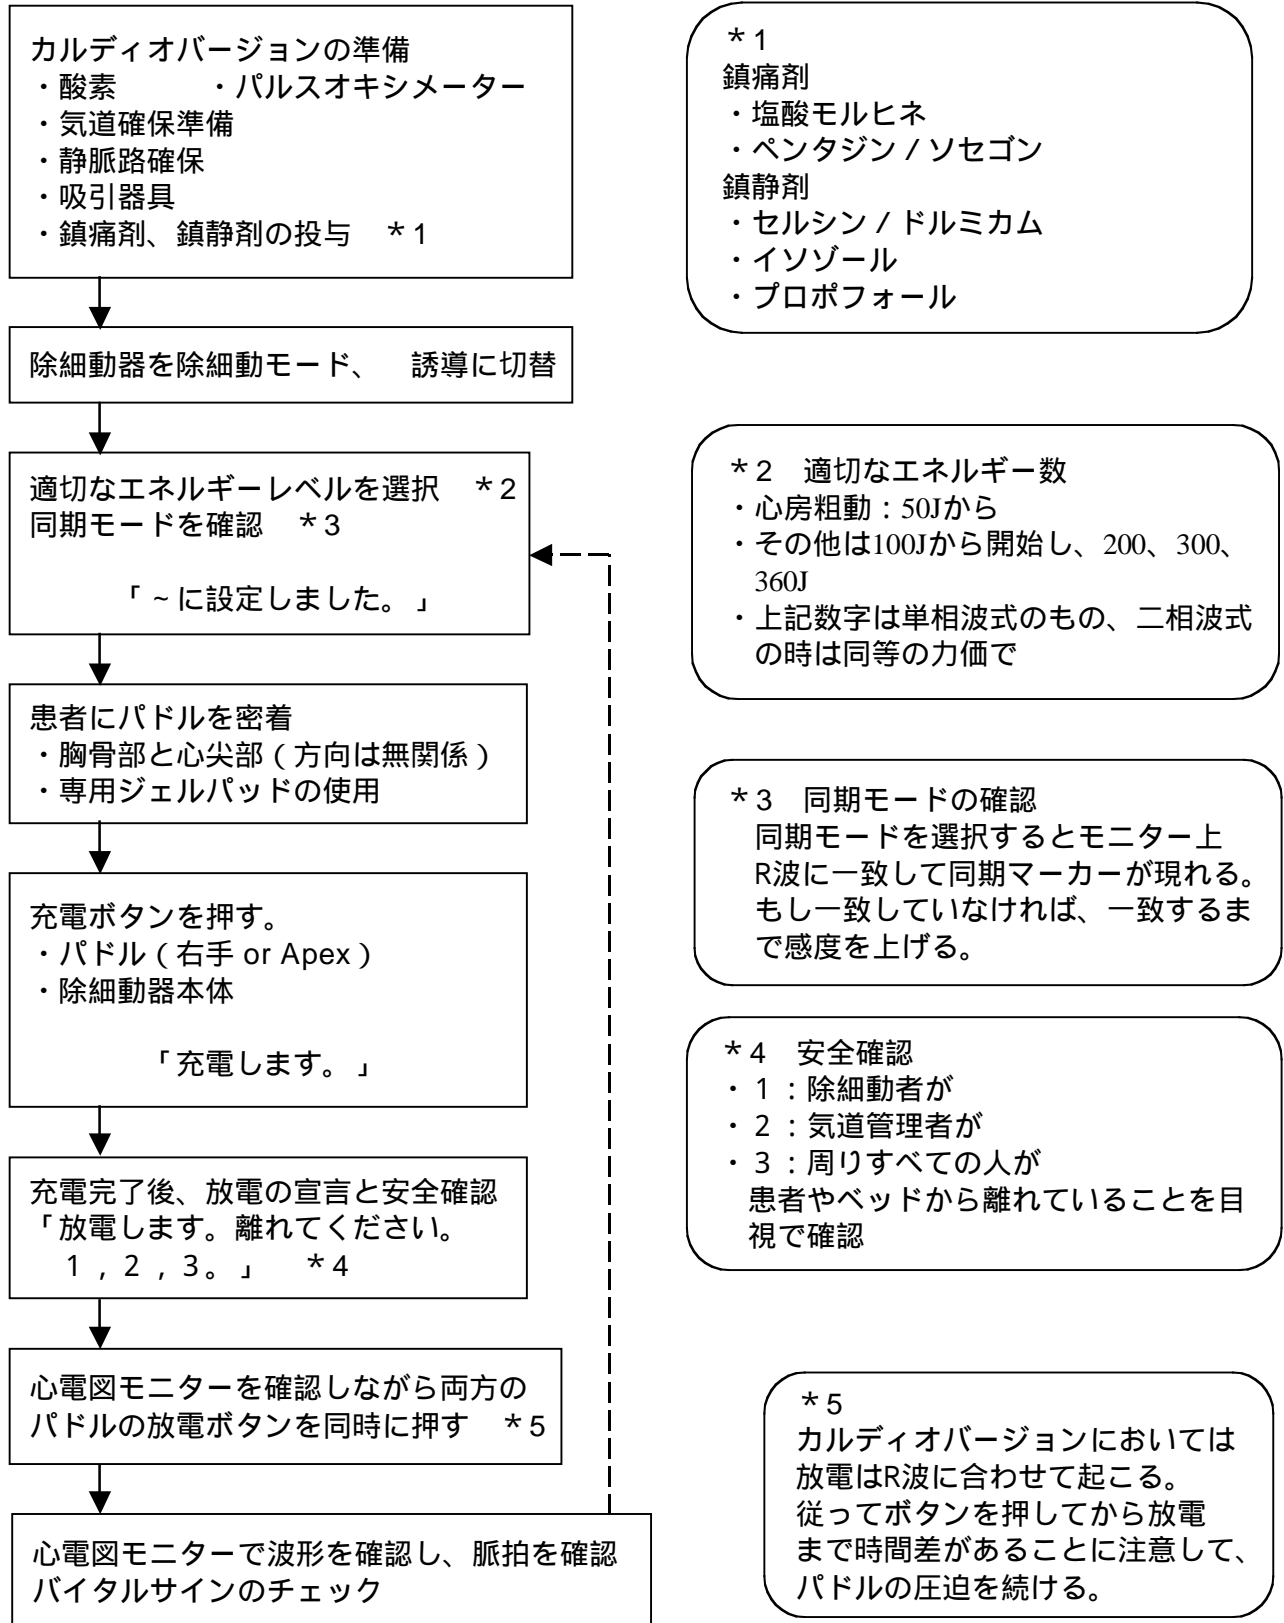 カルディオバージョンの準備
・酸素　　　・パルスオキシメーター
・気道確保準備
・静脈路確保
・吸引器具
・鎮痛剤、鎮静剤の投与　＊1
除細動器を除細動モード、　誘導に切替
適切なエネルギーレベルを選択　＊2
同期モードを確認　＊3
「～に設定しました。」
患者にパドルを密着
・胸骨部と心尖部（方向は無関係）
・専用ジェルパッドの使用
充電ボタンを押す。
・パドル（右手 or Apex）
・除細動器本体
「充電します。」
充電完了後、放電の宣言と安全確認
「放電します。離れてください。
1，2，3。」　＊4
心電図モニターを確認しながら両方の
パドルの放電ボタンを同時に押す　＊5
心電図モニターで波形を確認し、脈拍を確認
バイタルサインのチェック
＊1
鎮痛剤
・塩酸モルヒネ
・ペンタジン / ソセゴン
鎮静剤
・セルシン / ドルミカム
・イソゾール
・プロポフォール
＊2　適切なエネルギー数
・心房粗動：50Jから
・その他は100Jから開始し、200、300、
360J
・上記数字は単相波式のもの、二相波式
の時は同等の力価で
＊3　同期モードの確認
同期モードを選択するとモニター上
R波に一致して同期マーカーが現れる。
もし一致していなければ、一致するま
で感度を上げる。
＊4　安全確認
・1：除細動者が
・2：気道管理者が
・3：周りすべての人が
患者やベッドから離れていることを目
視で確認
＊5
カルディオバージョンにおいては
放電はR波に合わせて起こる。
従ってボタンを押してから放電
まで時間差があることに注意して、
パドルの圧迫を続ける。